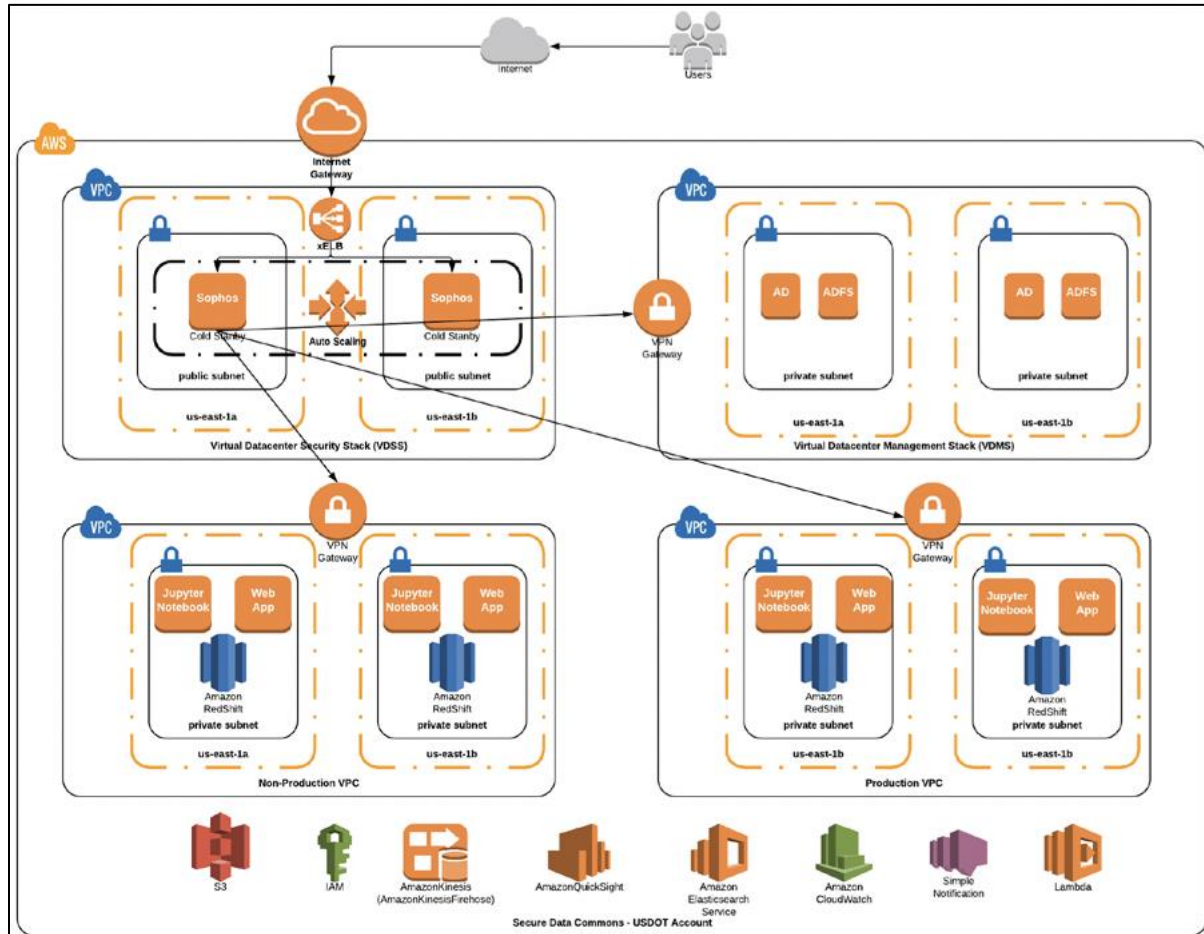 Internet
Users
AWS
Internet
Gateway
VPC
VPC
xELB
Sophos
Sophos
Cold Stanby
Auto Scaling
Cold Stanby
public subnet
public subnet
us-east-1a
us-east-1b
Virtual Datacenter Security Stack (VDSS)
VPN
Gateway
AD
ADFS
AD
ADFS
private subnet
private subnet
us-east-1a
us-east-1b
Virtual Datacenter Management Stack (VDMS)
VPC
VPN
Gateway
Jupyter
Notebook
Web
App
Jupyter
Notebook
Web
App
Amazon
RedShift
Amazon
RedShift
private subnet
private subnet
us-east-1a
us-east-1b
Non-Production VPC
VPC
VPN
Gateway
Jupyter
Notebook
Web
App
Jupyter
Notebook
Web
App
Amazon
RedShift
Amazon
RedShift
private subnet
private subnet
us-east-1b
us-east-1b
Production VPC
S3
IAM
AmazonKinesis
(AmazonKinesisFirehose)
AmazonQuickSight
Amazon
Elasticsearch
Service
Amazon
CloudWatch
Simple
Notification
Lambda
Secure Data Commons - USDOT Account